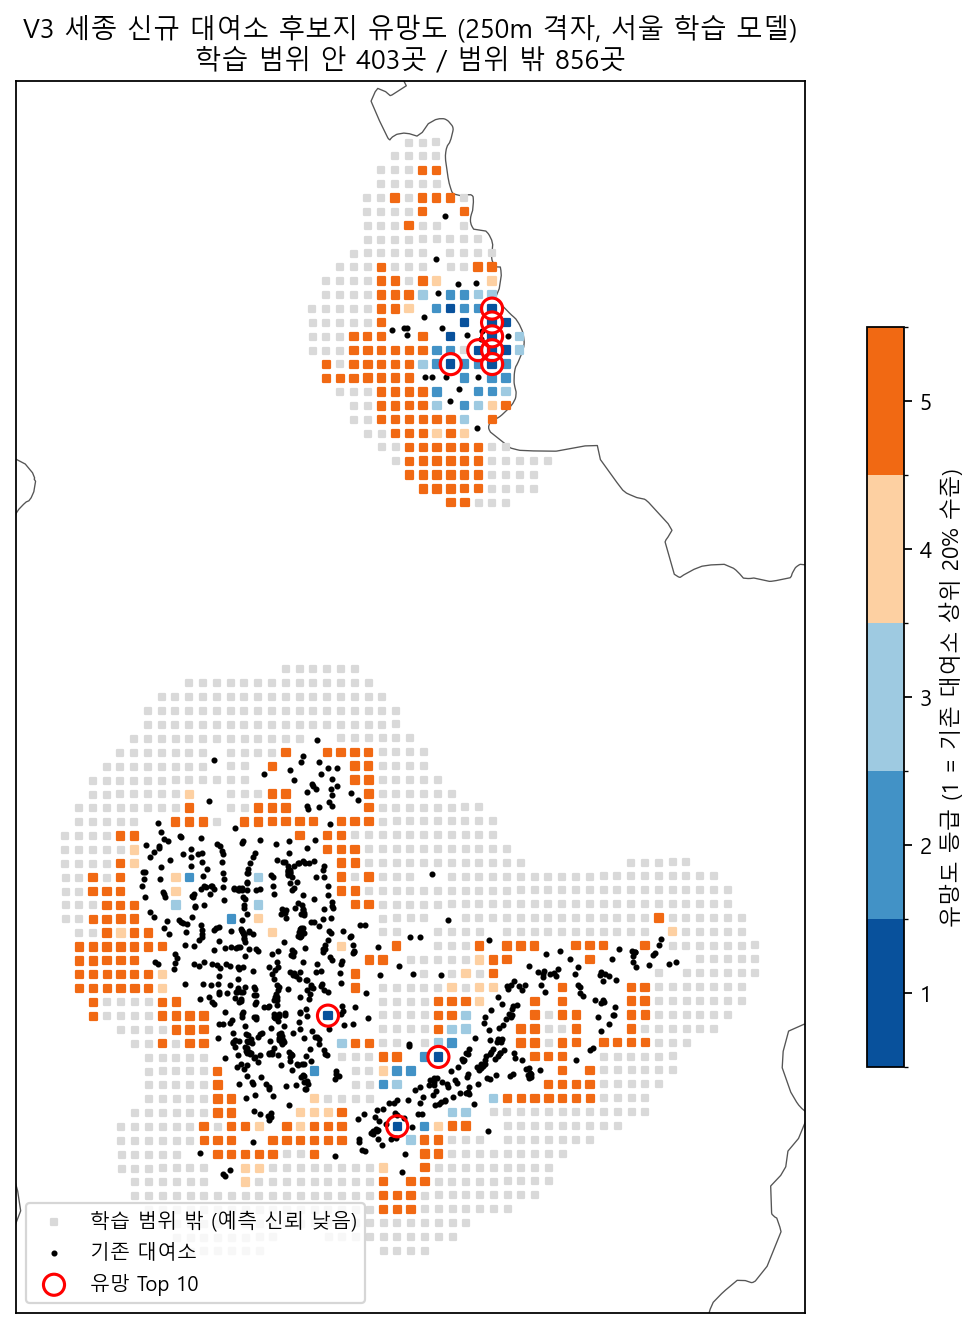 V3 세종 신규 대여소 후보지 유망도 (250m 격자, 서울 학습 모델)
학습 범위 안 403곳 / 범위 밖 856곳
5
4
3
2
1
유망도 등급 (1 = 기존 대여소 상위 20% 수준)
학습 범위 밖 (예측 신뢰 낮음)
기존 대여소
유망 Top 10